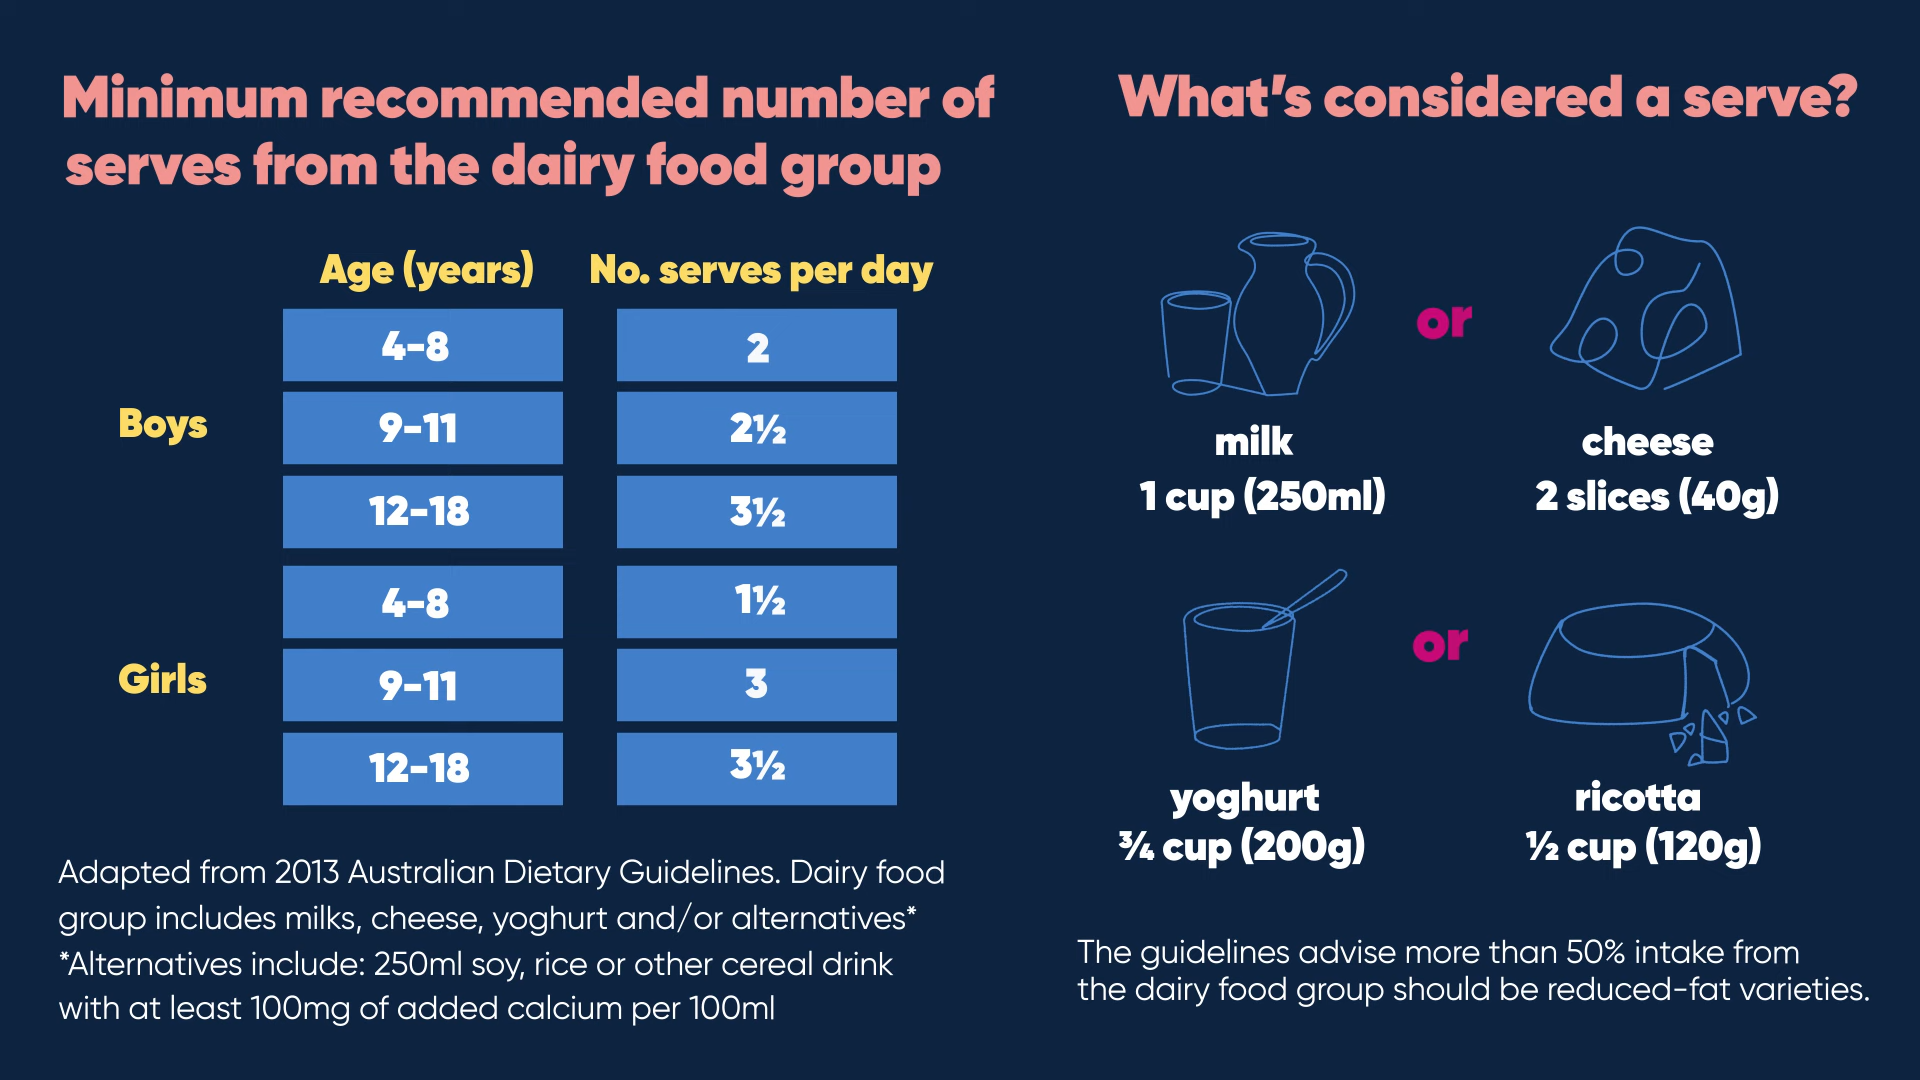 Minimum recommended number of
serves from the dairy food group
Age (years) No. serves per day
Boys
4-8 2
9-11 2½
12-18 3½
Girls
4-8 1½
9-11 3
12-18 3½
Adapted from 2013 Australian Dietary Guidelines. Dairy food
group includes milks, cheese, yoghurt and/or alternatives*
*Alternatives include: 250ml soy, rice or other cereal drink
with at least 100mg of added calcium per 100ml
What's considered a serve?
or
milk cheese
1 cup (250ml) 2 slices (40g)
or
yoghurt ricotta
¾ cup (200g) ½ cup (120g)
The guidelines advise more than 50% intake from
the dairy food group should be reduced-fat varieties.